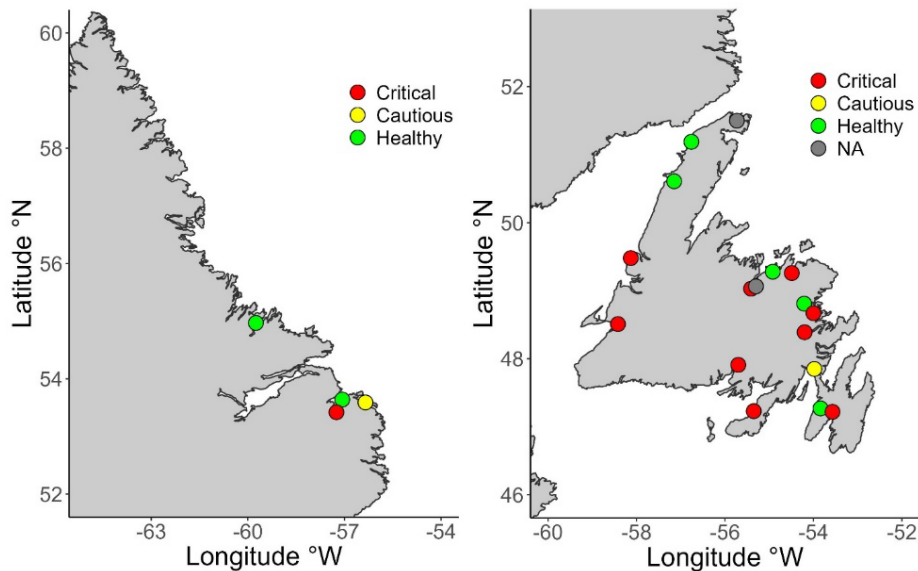 60
58
56
54
52
Latitude °N
-63
-60
-57
-54
Longitude °W
Critical
Cautious
Healthy
52
50
48
46
Latitude °N
-60
-58
-56
-54
-52
Longitude °W
Critical
Cautious
Healthy
NA